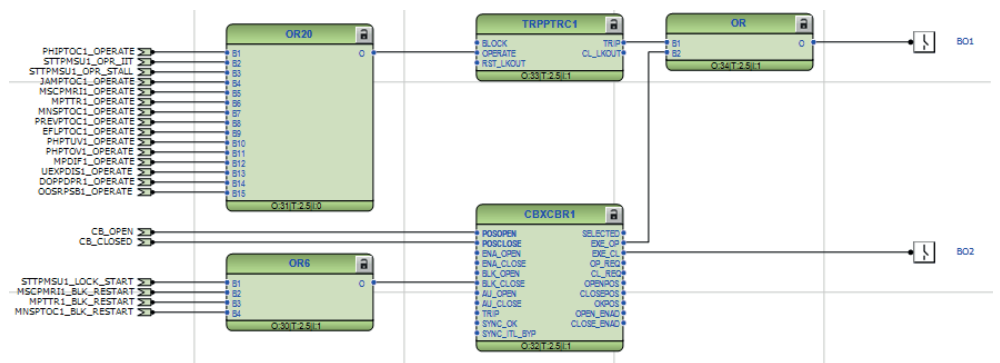 OR20
PHIPTOC1_OPERATE
STTPMSU1_OPR_IIT
STTPMSU1_OPR_STALL
JAMPTOC1_OPERATE
MSCPMRI1_OPERATE
MPTTR1_OPERATE
MNSPTOC1_OPERATE
PREVPTOC1_OPERATE
EFLPTOC1_OPERATE
PHPTUV1_OPERATE
PHPTOV1_OPERATE
MPDIF1_OPERATE
UEXPDIS1_OPERATE
DOPPDPR1_OPERATE
OOSRPSB1_OPERATE
B1 O
B2
B3
B4
B5
B6
B7
B8
B9
B10
B11
B12
B13
B14
B15
O:31|T:2.5|I:0
TRPPTRC1
BLOCK TRIP
OPERATE CL_LKOUT
RST_LKOUT
O:33|T:2.5|I:1
OR
B1 O
B2
O:34|T:2.5|I:1
BO1
CB_OPEN
CB_CLOSED
CBXCBR1
POSOPEN SELECTED
POSCLOSE EXE_OP
ENA_OPEN EXE_CL
ENA_CLOSE OP_REQ
BLK_OPEN CL_REQ
BLK_CLOSE OPENPOS
AU_OPEN CLOSEPOS
AU_CLOSE OKPOS
TRIP OPEN_ENAD
SYNC_OK CLOSE_ENAD
SYNC_ITL_BYP
O:32|T:2.5|I:1
BO2
OR6
STTPMSU1_LOCK_START
MSCPMRI1_BLK_RESTART
MPTTR1_BLK_RESTART
MNSPTOC1_BLK_RESTART
B1 O
B2
B3
B4
O:30|T:2.5|I:1